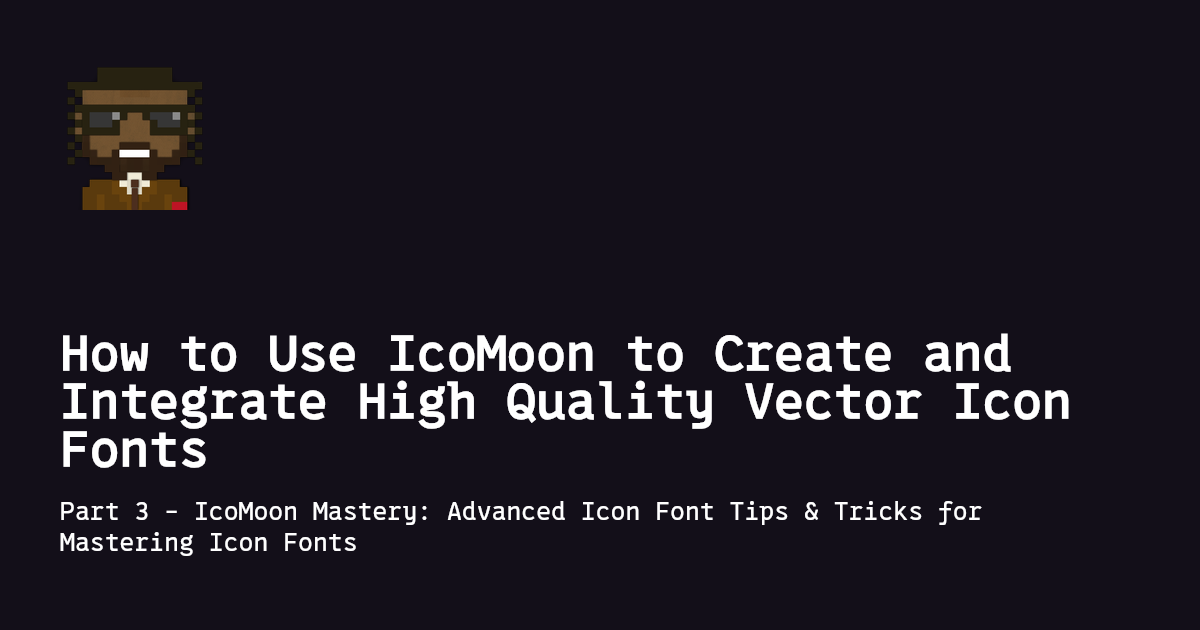 How to Use IcoMoon to Create and
Integrate High Quality Vector Icon
Fonts
Part 3 - IcoMoon Mastery: Advanced Icon Font Tips & Tricks for
Mastering Icon Fonts